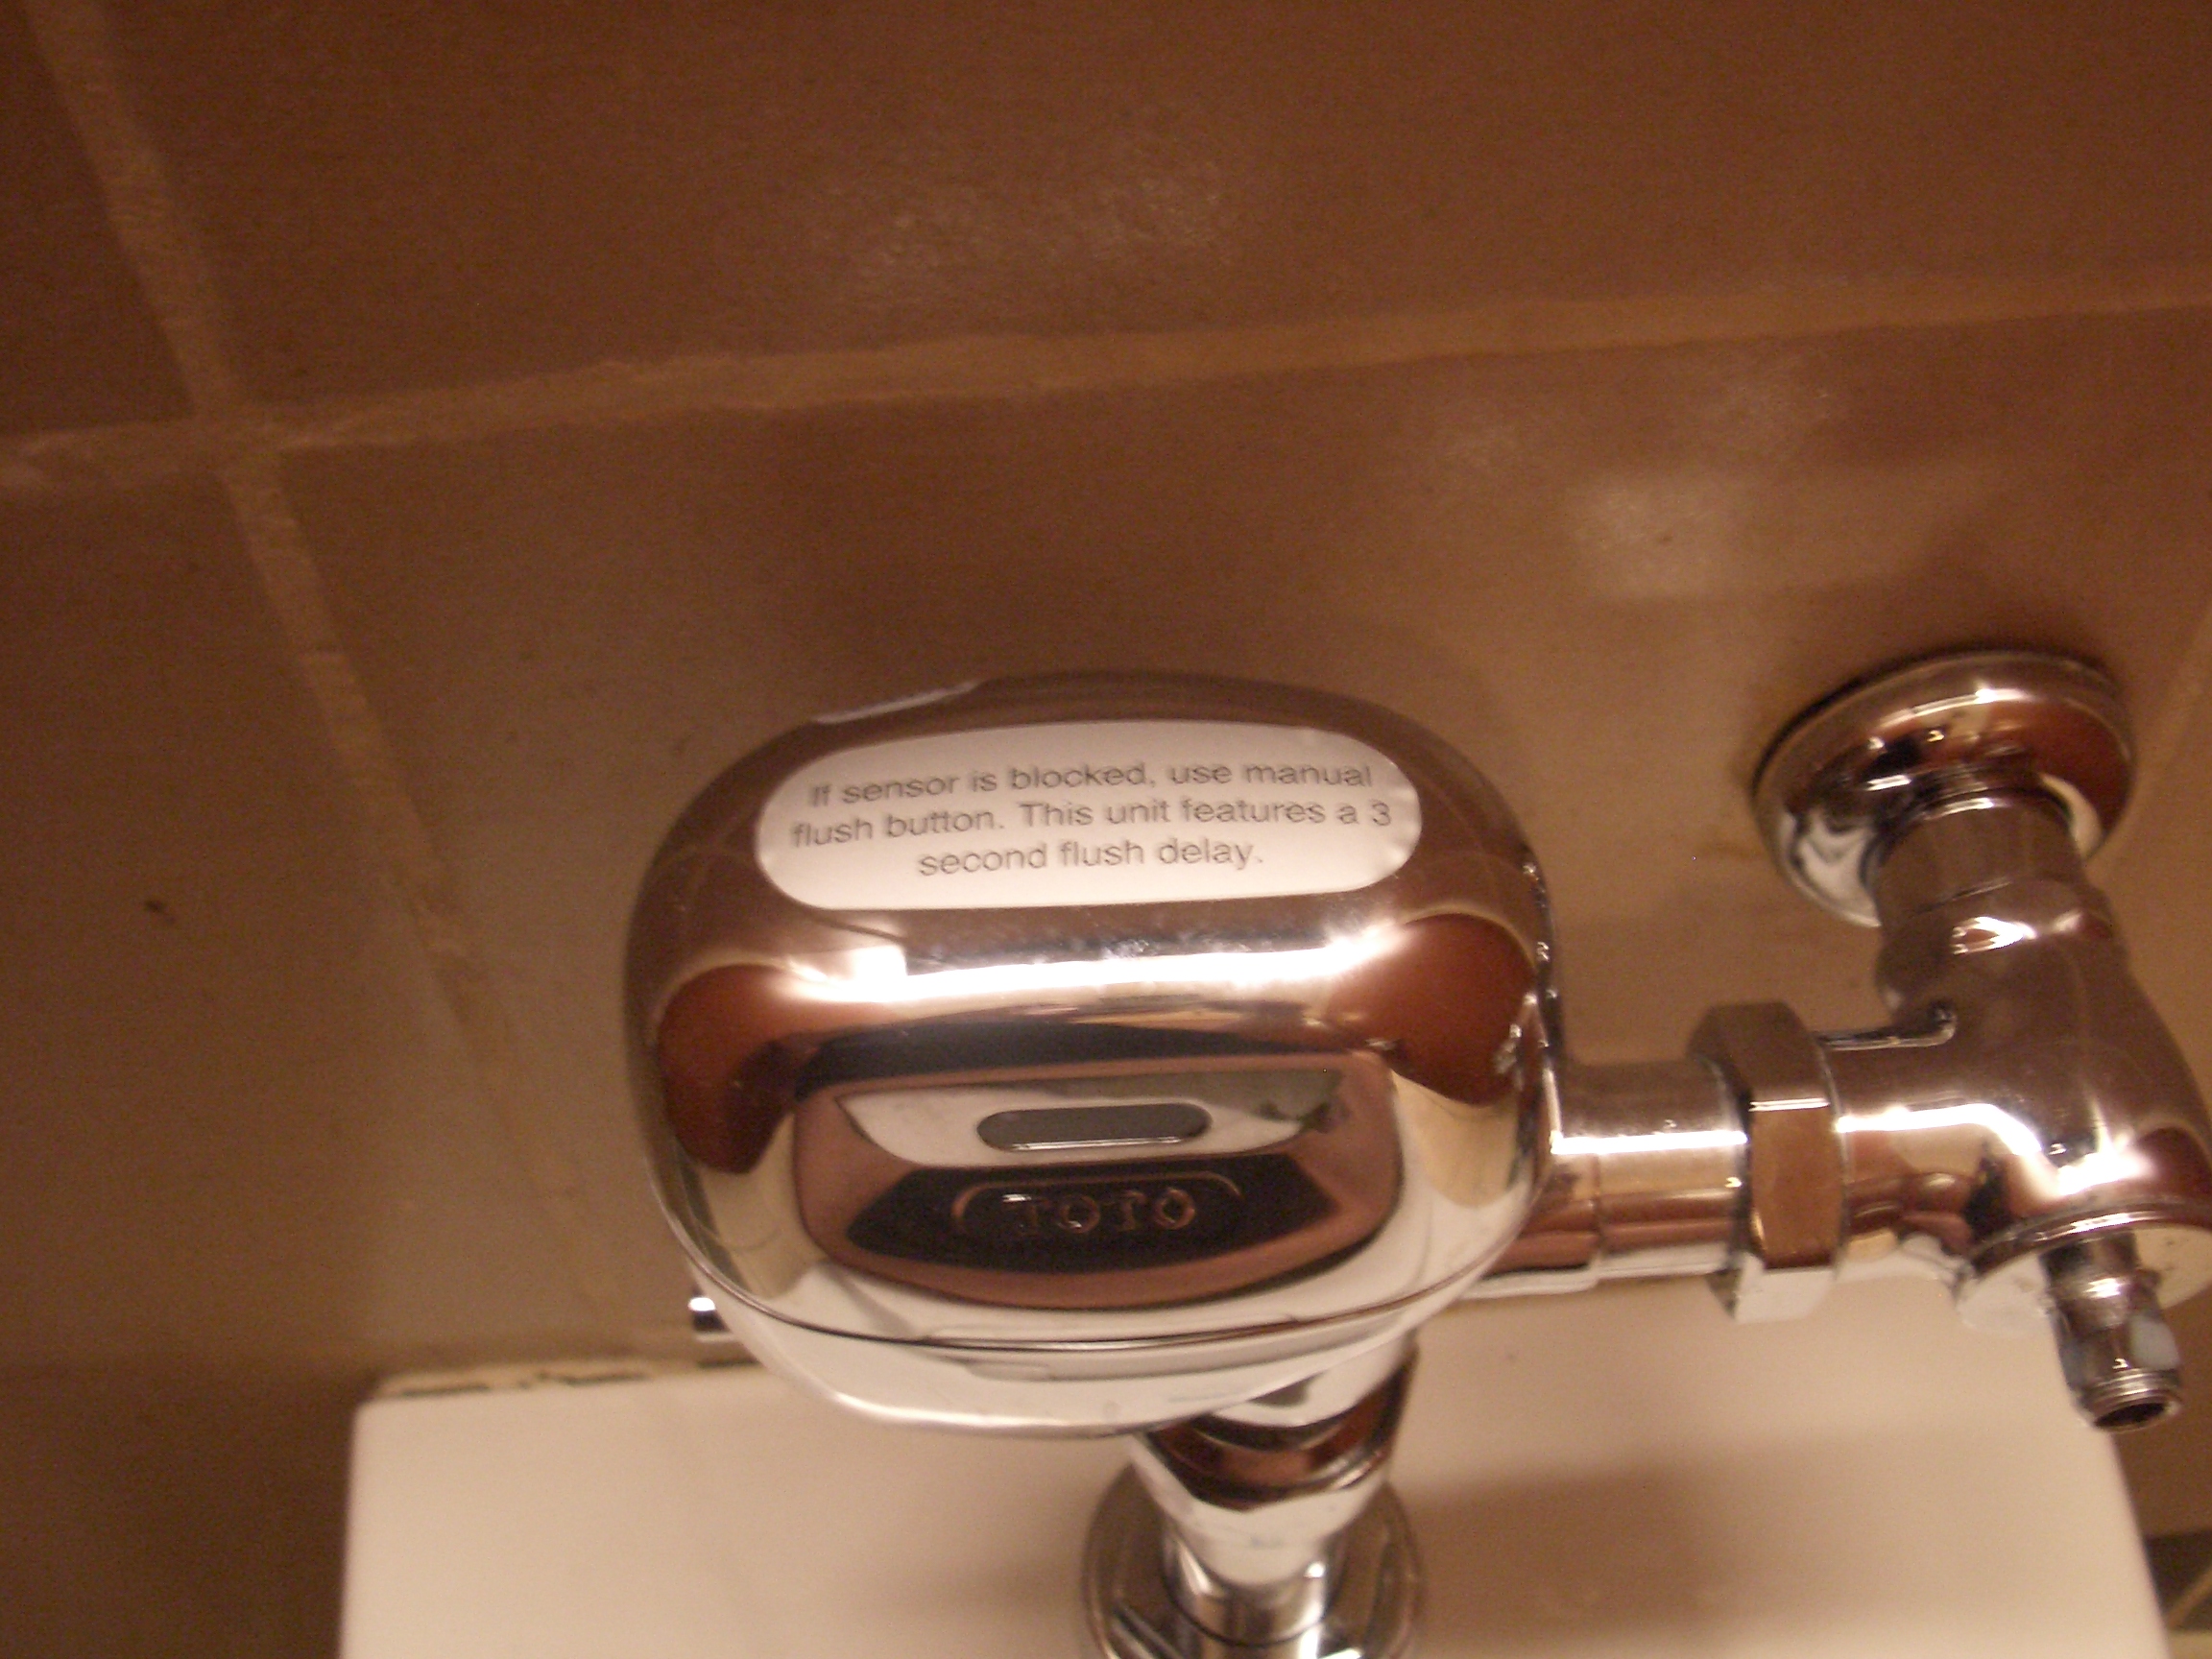 If sensor is blocked, use manual
flush button. This unit features a 3
second flush delay.
TOTO